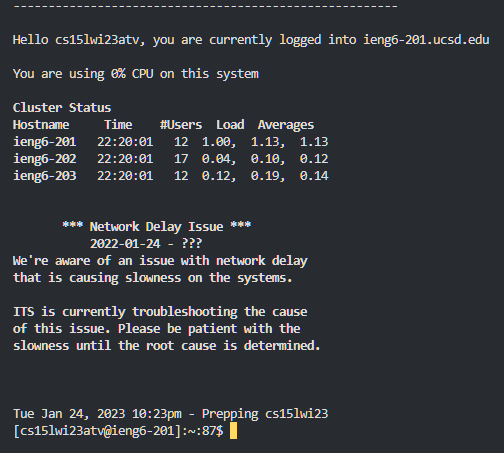 --------------------------------------------------------
Hello cs15lwi23atv, you are currently logged into ieng6-201.ucsd.edu
You are using 0% CPU on this system
Cluster Status
Hostname     Time    #Users  Load  Averages
ieng6-201   22:20:01   12  1.00,  1.13,  1.13
ieng6-202   22:20:01   17  0.04,  0.10,  0.12
ieng6-203   22:20:01   12  0.12,  0.19,  0.14
*** Network Delay Issue ***
2022-01-24 - ???
We're aware of an issue with network delay
that is causing slowness on the systems.
ITS is currently troubleshooting the cause
of this issue. Please be patient with the
slowness until the root cause is determined.
Tue Jan 24, 2023 10:23pm - Prepping cs15lwi23
[cs15lwi23atv@ieng6-201]:~:87$